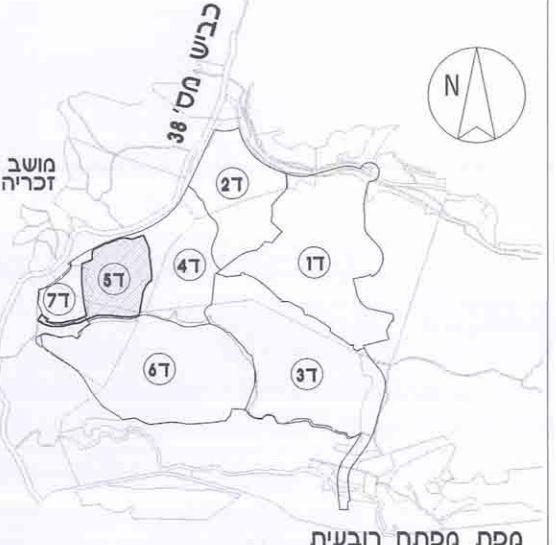 כביש מס' 38
N
מושב
זכריה
ד2
ד1
ד4
ד5
ד7
ד6
ד3
מפת מפתח רובעית